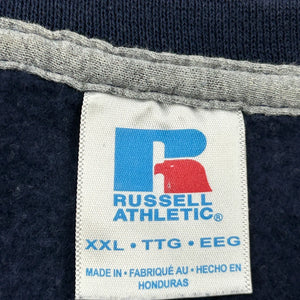 R
RUSSELL
ATHLETIC®
XXL • TTG • EEG
MADE IN • FABRIQUÉ AU • HECHO EN
HONDURAS